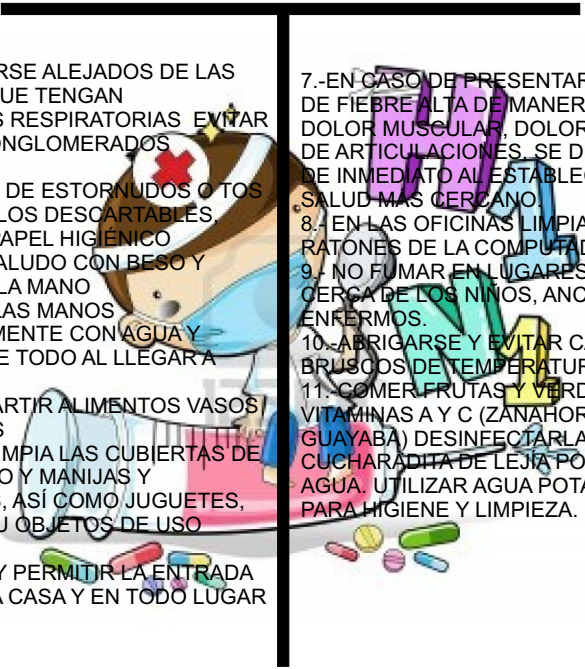 RSE ALEJADOS DE LAS
UE TENGAN
S RESPIRATORIAS EVITAR
ONGLOMERADOS
DE ESTORNUDOS O TOS
LOS DESCARTABLES,
PAPEL HIGIÉNICO
ALUDO CON BESO Y
LA MANO
LAS MANOS
MENTE CON AGUA Y
E TODO AL LLEGAR A
ARTIR ALIMENTOS VASOS
S
IMPIA LAS CUBIERTAS DE
O Y MANIJAS Y
S, ASÍ COMO JUGUETES,
U OBJETOS DE USO
Y PERMITIR LA ENTRADA
A CASA Y EN TODO LUGAR
7.-EN CASO DE PRESENTAR
DE FIEBRE ALTA DE MANER
DOLOR MUSCULAR, DOLOR
DE ARTICULACIONES, SE D
DE INMEDIATO AL ESTABLEC
SALUD MÁS CERCANO.
8.- EN LAS OFICINAS LIMPIA
RATONES DE LA COMPUTAD
9.- NO FUMAR EN LUGARES
CERCA DE LOS NIÑOS, ANC
ENFERMOS.
10.-ABRIGARSE Y EVITAR CA
BRUSCOS DE TEMPERATUR
11.-COMER FRUTAS Y VERD
VITAMINAS A Y C (ZANAHOR
GUAYABA) DESINFECTARLA
CUCHARADITA DE LEJÍA PO
AGUA. UTILIZAR AGUA POTA
PARA HIGIENE Y LIMPIEZA.
H1
N1